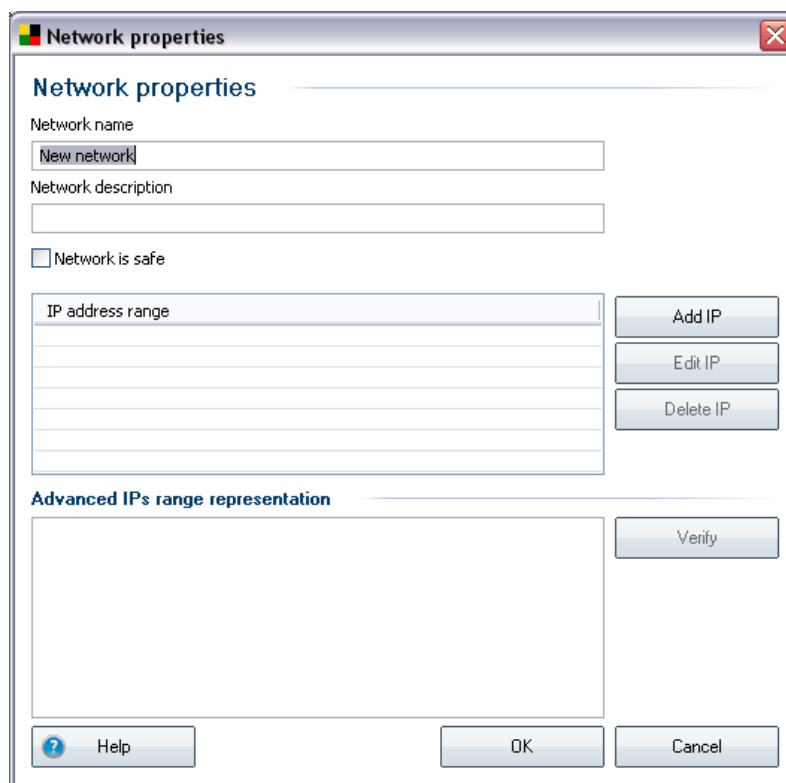 Network properties
Network properties
Network name
New network
Network description
Network is safe
IP address range
Add IP
Edit IP
Delete IP
Advanced IPs range representation
Verify
? Help
OK
Cancel